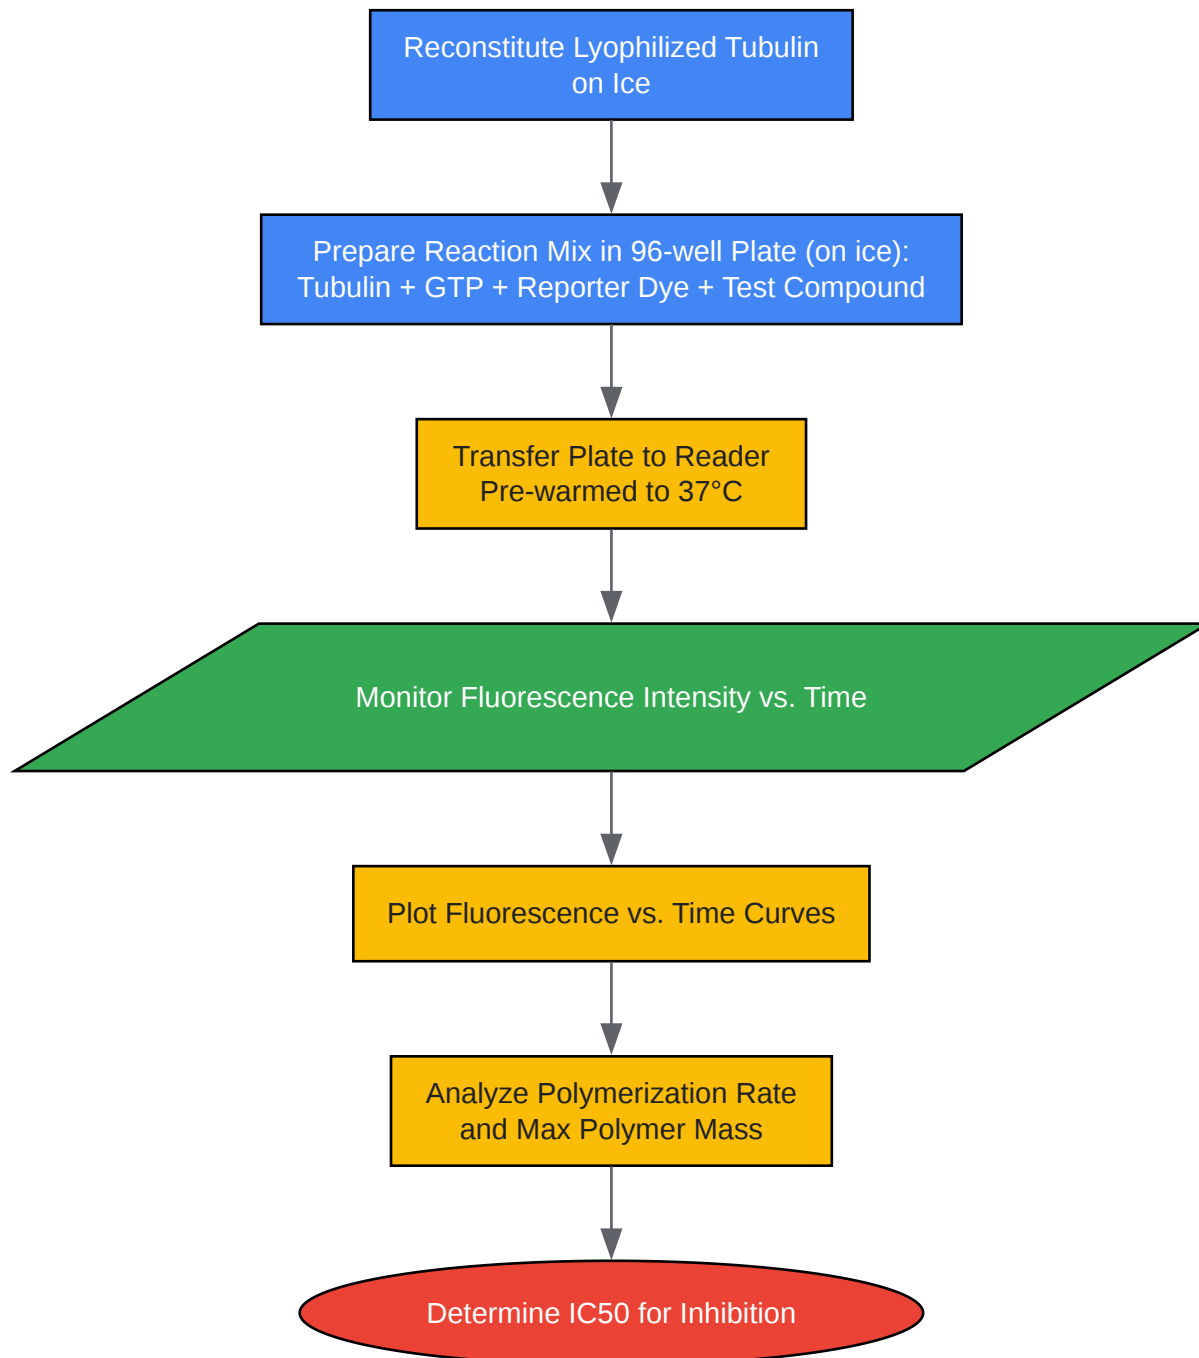 Reconstitute Lyophilized Tubulin
on Ice
Prepare Reaction Mix in 96-well Plate (on ice):
Tubulin + GTP + Reporter Dye + Test Compound
Transfer Plate to Reader
Pre-warmed to 37°C
Monitor Fluorescence Intensity vs. Time
Plot Fluorescence vs. Time Curves
Analyze Polymerization Rate
and Max Polymer Mass
Determine IC50 for Inhibition